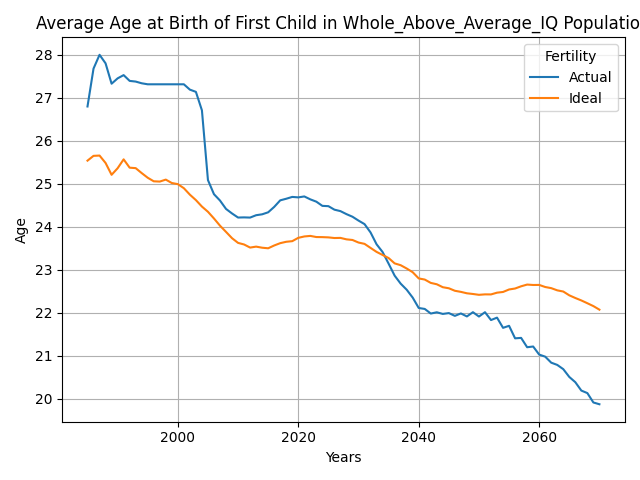 Average Age at Birth of First Child in Whole_Above_Average_IQ Populatio
28
27
26
25
24
23
22
21
20
Age
2000 2020 2040 2060
Years
Fertility
Actual
Ideal